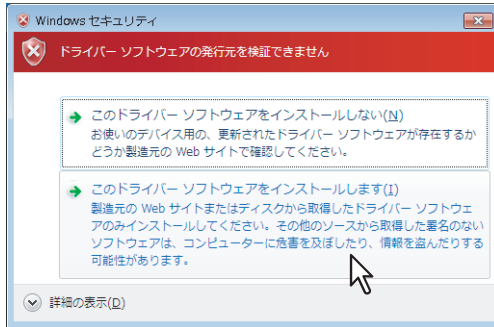 Windows セキュリティ
ドライバー ソフトウェアの発行元を検証できません
このドライバー ソフトウェアをインストールしない(N)
お使いのデバイス用の、更新されたドライバー ソフトウェアが存在するか
どうか製造元の Web サイトで確認してください。
このドライバー ソフトウェアをインストールします(I)
製造元の Web サイトまたはディスクから取得したドライバー ソフトウェ
アのみインストールしてください。その他のソースから取得した署名のない
ソフトウェアは、コンピューターに危害を及ぼしたり、情報を盗んだりする
可能性があります。
詳細の表示(D)